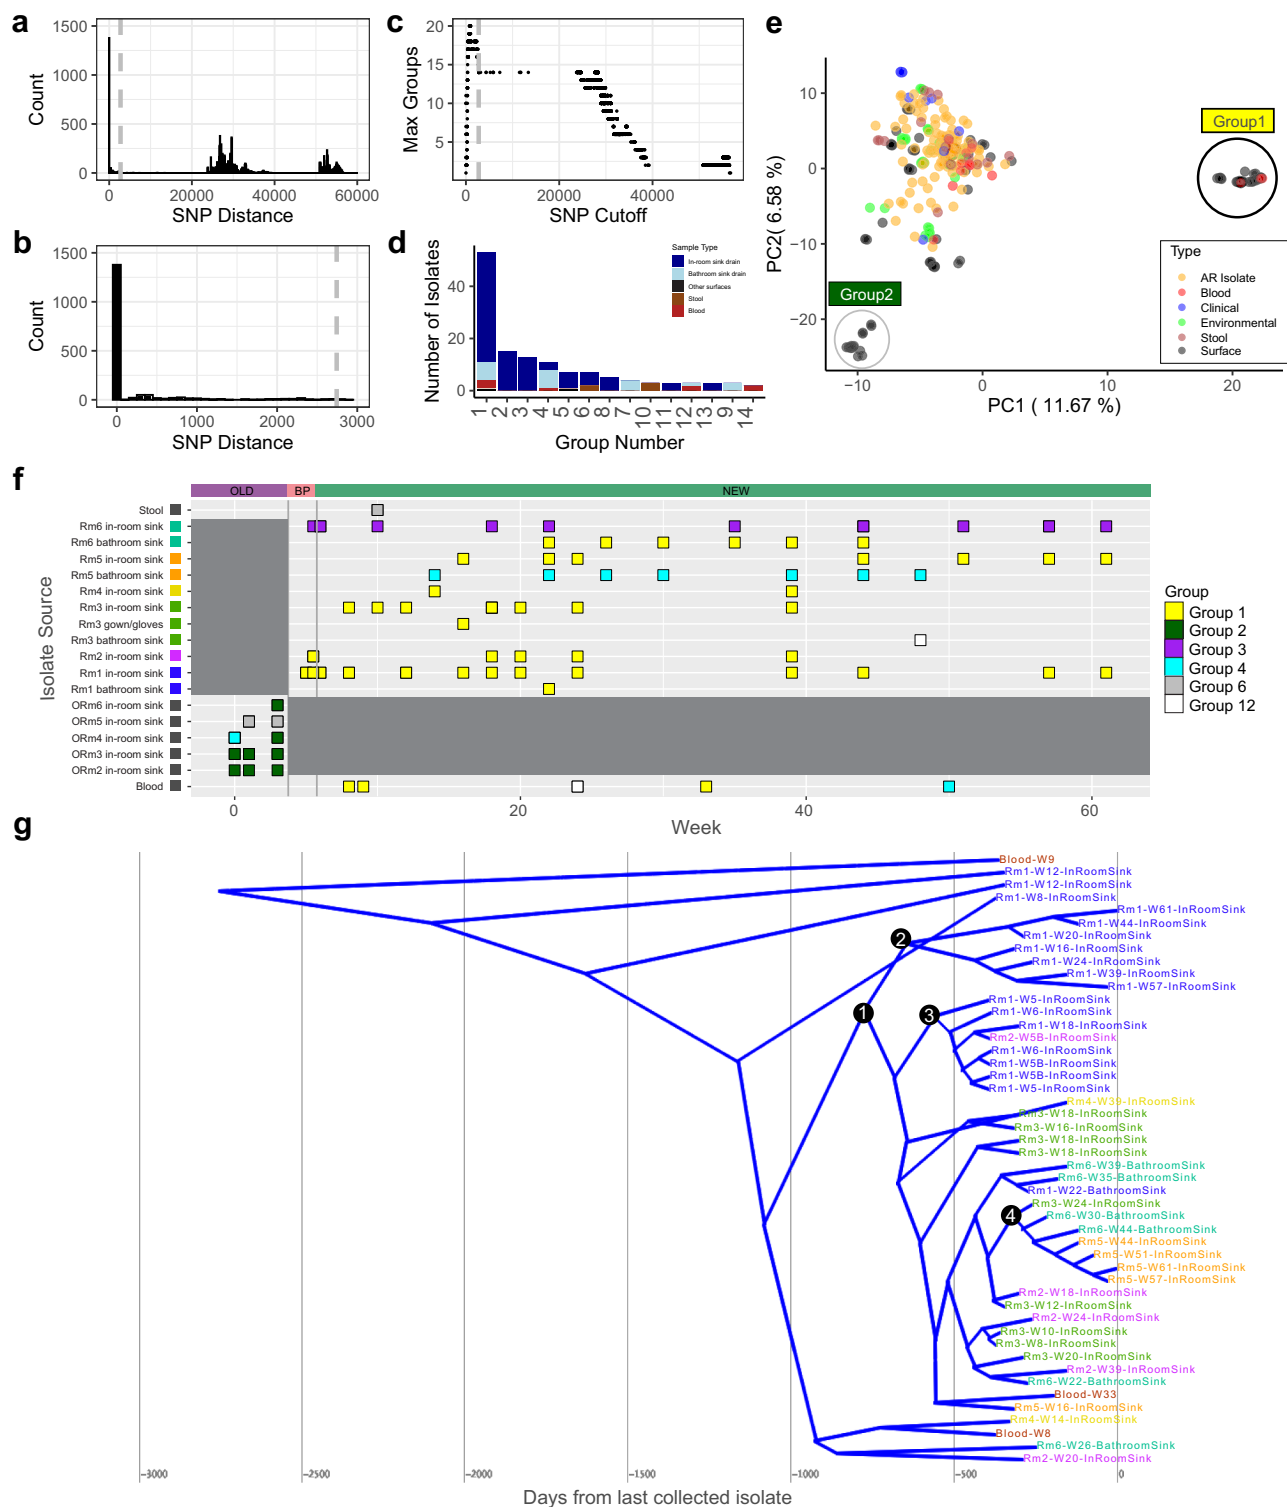 a
1500
1000
500
0
Count
0
20000
40000
60000
SNP Distance
b
1500
1000
500
0
Count
0
1000
2000
3000
SNP Distance
c
20
15
10
5
Max Groups
0
20000
40000
SNP Cutoff
d
40
20
0
Number of Isolates
Sample Type
In-room sink drain
Bathroom sink drain
Other surfaces
Stool
Blood
1
2
3
4
5
6
8
7
10
11
12
13
9
14
Group Number
e
10
0
−10
−20
PC2( 6.58 %)
Group1
Group2
Type
AR Isolate
Blood
Clinical
Environmental
Stool
Surface
−10
0
10
20
PC1 ( 11.67 %)
f
OLD
BP
NEW
Isolate Source
Stool
Rm6 in-room sink
Rm6 bathroom sink
Rm5 in-room sink
Rm5 bathroom sink
Rm4 in-room sink
Rm3 in-room sink
Rm3 gown/gloves
Rm3 bathroom sink
Rm2 in-room sink
Rm1 in-room sink
Rm1 bathroom sink
ORm6 in-room sink
ORm5 in-room sink
ORm4 in-room sink
ORm3 in-room sink
ORm2 in-room sink
Blood
0
20
40
60
Week
Group
Group 1
Group 2
Group 3
Group 4
Group 6
Group 12
g
Blood-W9
Rm1-W12-InRoomSink
Rm1-W12-InRoomSink
Rm1-W8-InRoomSink
Rm1-W61-InRoomSink
Rm1-W44-InRoomSink
Rm1-W20-InRoomSink
Rm1-W16-InRoomSink
Rm1-W24-InRoomSink
Rm1-W39-InRoomSink
Rm1-W57-InRoomSink
Rm1-W5-InRoomSink
Rm1-W6-InRoomSink
Rm1-W18-InRoomSink
Rm2-W5B-InRoomSink
Rm1-W6-InRoomSink
Rm1-W5B-InRoomSink
Rm1-W5B-InRoomSink
Rm1-W5-InRoomSink
Rm4-W39-InRoomSink
Rm3-W18-InRoomSink
Rm3-W16-InRoomSink
Rm3-W18-InRoomSink
Rm3-W18-InRoomSink
Rm6-W39-BathroomSink
Rm6-W35-BathroomSink
Rm1-W22-BathroomSink
Rm3-W24-InRoomSink
Rm6-W30-BathroomSink
Rm6-W44-BathroomSink
Rm5-W44-InRoomSink
Rm5-W51-InRoomSink
Rm5-W61-InRoomSink
Rm5-W57-InRoomSink
Rm2-W18-InRoomSink
Rm3-W12-InRoomSink
Rm2-W24-InRoomSink
Rm3-W10-InRoomSink
Rm3-W8-InRoomSink
Rm3-W20-InRoomSink
Rm2-W39-InRoomSink
Rm6-W22-BathroomSink
Blood-W33
Rm5-W16-InRoomSink
Rm4-W14-InRoomSink
Blood-W8
Rm6-W26-BathroomSink
Rm2-W20-InRoomSink
2
1
3
4
−3000
−2500
−2000
−1500
−1000
−500
0
Days from last collected isolate